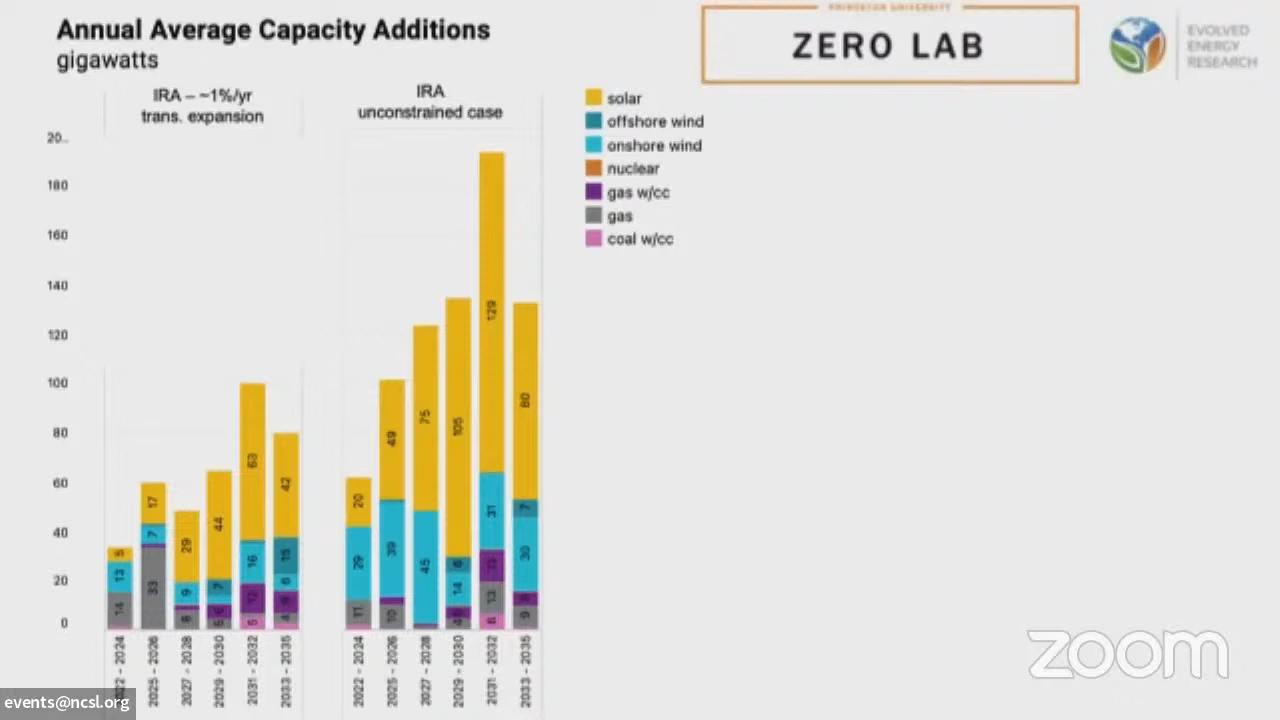 Annual Average Capacity Additions
gigawatts
PRINCETON UNIVERSITY
ZERO LAB
EVOLVED
ENERGY
RESEARCH
IRA – ~1%/yr
trans. expansion
IRA
unconstrained case
solar
offshore wind
onshore wind
nuclear
gas w/cc
gas
coal w/cc
20..
180
160
140
120
100
80
60
40
20
0
5
13
14
17
7
33
29
9
8
44
7
63
16
12
5
42
15
6
4
20
29
11
49
39
10
75
45
105
6
14
129
31
13
13
6
80
7
30
9
2025 - 2026
2027 - 2028
2029 - 2030
2031 - 2032
2033 - 2035
2022 - 2024
2025 - 2026
2027 - 2028
2029 - 2030
2031 - 2032
2033 - 2035
zoom
events@ncsl.org